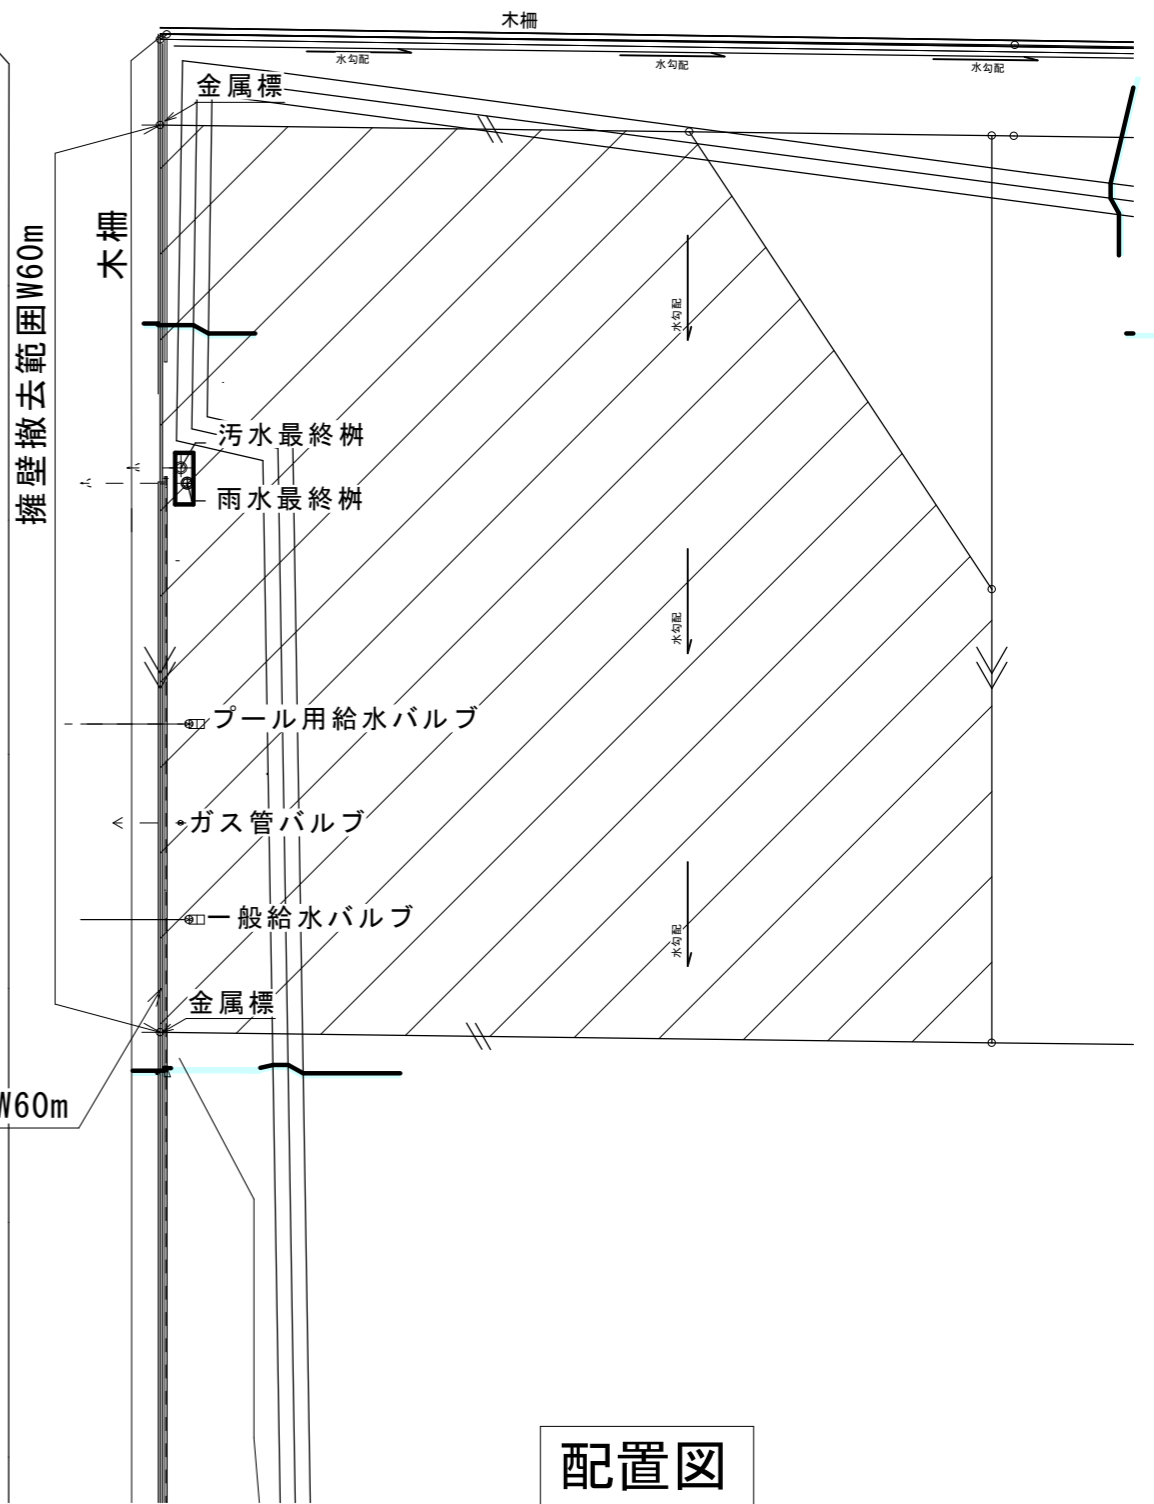 木柵
水勾配
水勾配
水勾配
金属標
木柵
擁壁撤去範囲W60m
水勾配
汚水最終桝
雨水最終桝
水勾配
プール用給水バルブ
ガス管バルブ
一般給水バルブ
水勾配
金属標
W60m
配置図